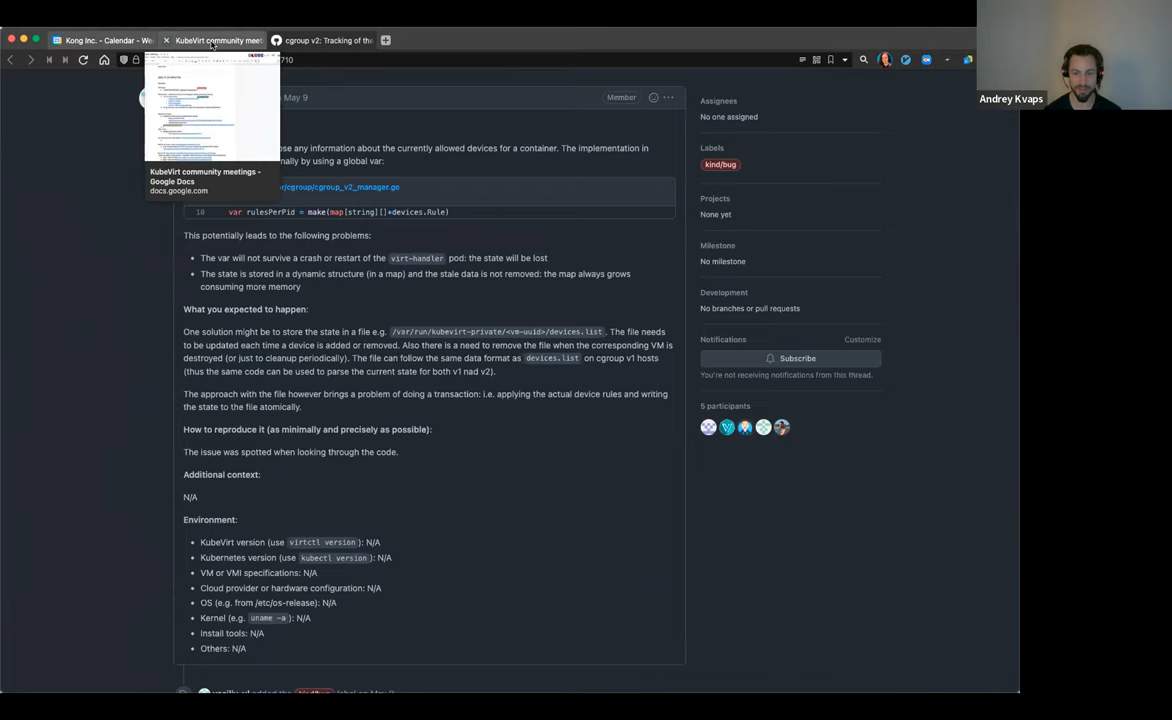 Kong Inc. - Calendar - We
KubeVirt community meet
cgroup v2: Tracking of the
710
Andrey Kvaps
May 9
Member
KubeVirt community meetings -
Google Docs
docs.google.com
ose any information about the currently allowed devices for a container. The implementation in
nally by using a global var:
er/cgroup/cgroup_v2_manager.go
10 var rulesPerPid = make(map[string][]*devices.Rule)
This potentially leads to the following problems:
• The var will not survive a crash or restart of the virt-handler pod: the state will be lost
• The state is stored in a dynamic structure (in a map) and the stale data is not removed: the map always grows
consuming more memory
What you expected to happen:
One solution might be to store the state in a file e.g. /var/run/kubevirt-private/<vm-uuid>/devices.list. The file needs
to be updated each time a device is added or removed. Also there is a need to remove the file when the corresponding VM is
destroyed (or just to cleanup periodically). The file can follow the same data format as devices.list on cgroup v1 hosts
(thus the same code can be used to parse the current state for both v1 nad v2).
The approach with the file however brings a problem of doing a transaction: i.e. applying the actual device rules and writing
the state to the file atomically.
How to reproduce it (as minimally and precisely as possible):
The issue was spotted when looking through the code.
Additional context:
N/A
Environment:
• KubeVirt version (use virtctl version): N/A
• Kubernetes version (use kubectl version): N/A
• VM or VMI specifications: N/A
• Cloud provider or hardware configuration: N/A
• OS (e.g. from /etc/os-release): N/A
• Kernel (e.g. uname -a): N/A
• Install tools: N/A
• Others: N/A
Assignees
No one assigned
Labels
kind/bug
Projects
None yet
Milestone
No milestone
Development
No branches or pull requests
Notifications
Customize
Subscribe
You're not receiving notifications from this thread.
5 participants